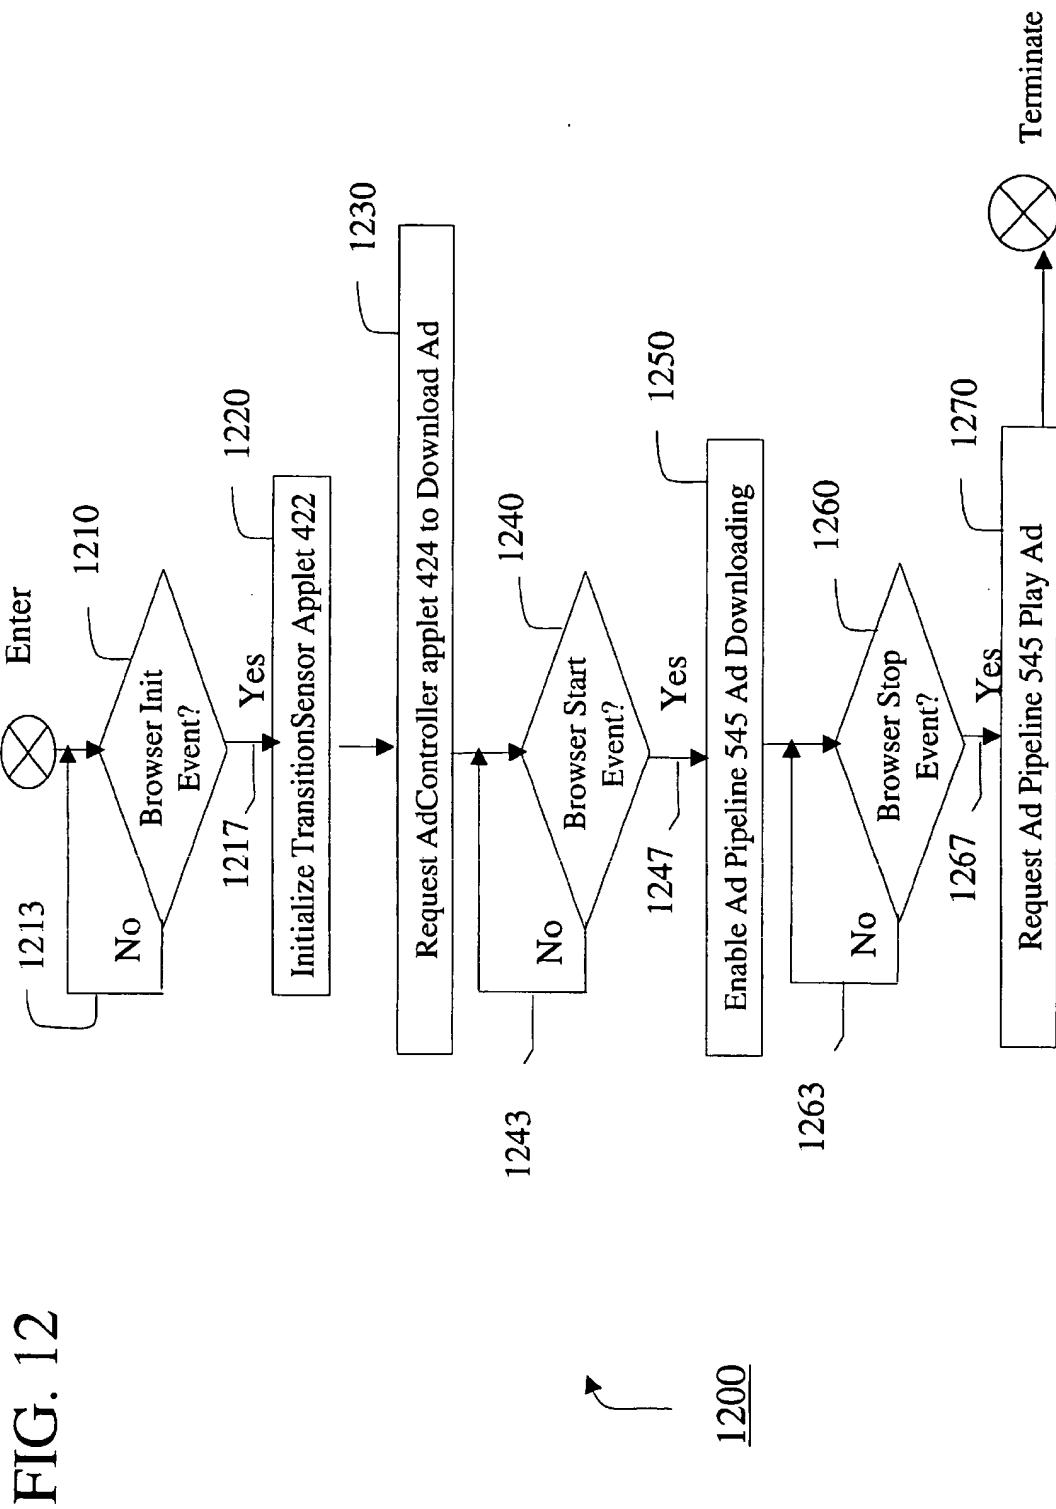 FIG. 12
Enter
1210
1213
Browser Init
Event?
No
Yes
1217
1220
Initialize TransitionSensor Applet 422
1230
Request AdController applet 424 to Download Ad
1240
Browser Start
Event?
No
1243
Yes
1247
1250
Enable Ad Pipeline 545 Ad Downloading
1260
Browser Stop
Event?
No
1263
Yes
1267
1270
Request Ad Pipeline 545 Play Ad
Terminate
1200